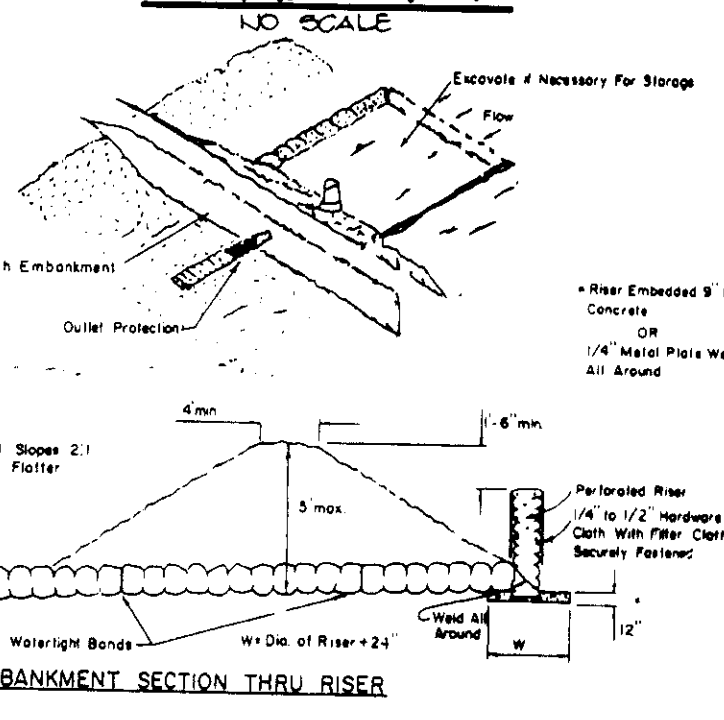 NO SCALE
Excavate If Necessary For Storage
Flow
h Embankment
Outlet Protection
* Riser Embedded 9"
Concrete
OR
1/4" Metal Plate We
All Around
4' min
1'-6" min.
Slopes 2:1
Flatter
5' max.
Perforated Riser
1/4" to 1/2" Hardware
Cloth With Filter Cloth
Securely Fastened
Weld All
Around
Watertight Bands
W= Dia. of Riser + 24"
W
*
12"
BANKMENT SECTION THRU RISER